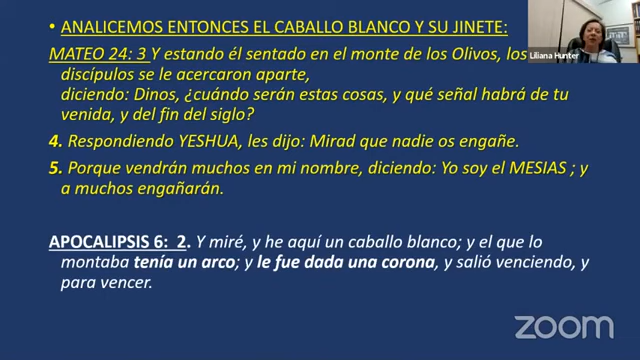 • ANALICEMOS ENTONCES EL CABALLO BLANCO Y SU JINETE:
MATEO 24: 3 Y estando él sentado en el monte de los Olivos, los
discípulos se le acercaron aparte,
diciendo: Dinos, ¿cuándo serán estas cosas, y qué señal habrá de tu
venida, y del fin del siglo?
4. Respondiendo YESHUA, les dijo: Mirad que nadie os engañe.
5. Porque vendrán muchos en mi nombre, diciendo: Yo soy el MESIAS ; y
a muchos engañarán.
APOCALIPSIS 6: 2. Y miré, y he aquí un caballo blanco; y el que lo
montaba tenía un arco; y le fue dada una corona, y salió venciendo, y
para vencer.
Liliana Hunter
zoom